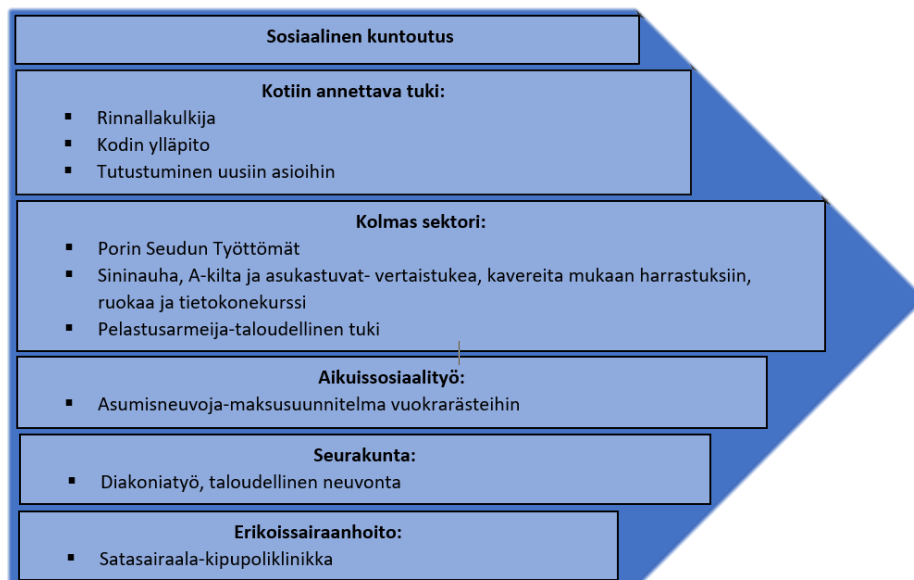 Sosiaalinen kuntoutus
Kotiin annettava tuki:
▪ Rinnallakulkija
▪ Kodin ylläpito
▪ Tutustuminen uusiin asioihin
Kolmas sektori:
▪ Porin Seudun Työttömät
▪ Sininauha, A-kilta ja asukastuvat- vertaistukea, kavereita mukaan harrastuksiin,
ruokaa ja tietokonekurssi
▪ Pelastusarmeija-taloudellinen tuki
Aikuissosiaalityö:
▪ Asumisneuvoja-maksusuunnitelma vuokrarästeihin
Seurakunta:
▪ Diakoniatyö, taloudellinen neuvonta
Erikoissairaanhoito:
▪ Satasairaala-kipupoliklinikka